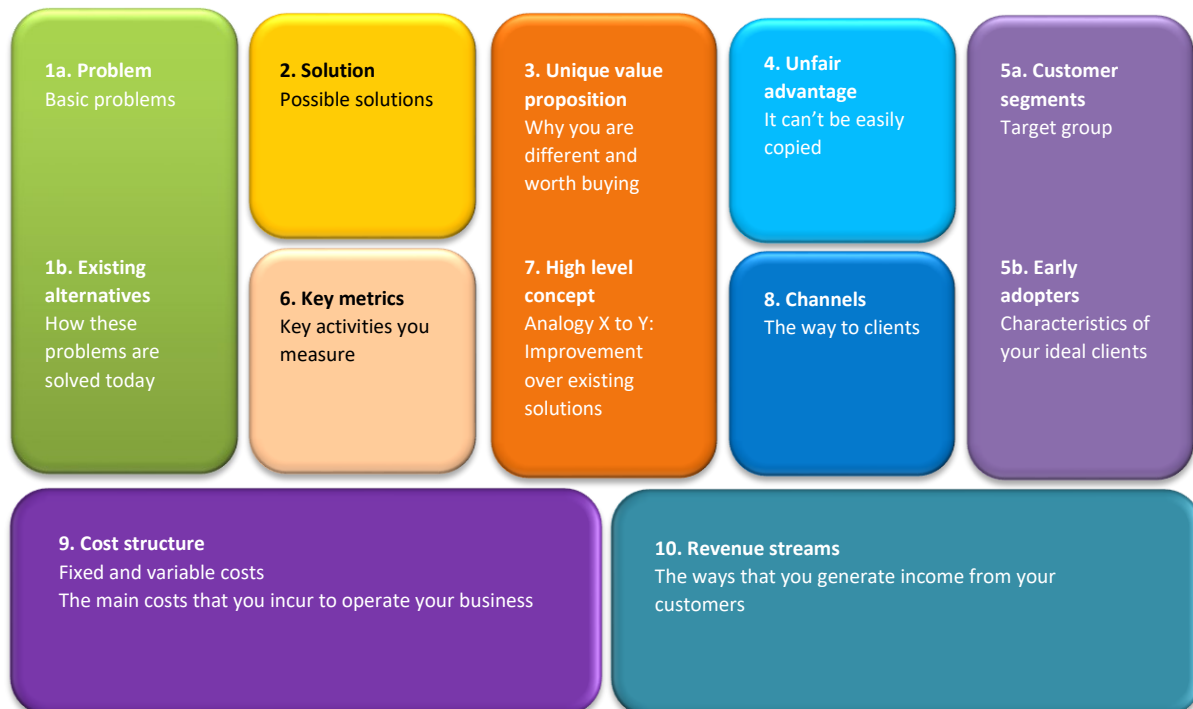 1a. Problem
Basic problems
1b. Existing
alternatives
How these
problems are
solved today
2. Solution
Possible solutions
6. Key metrics
Key activities you
measure
3. Unique value
proposition
Why you are
different and
worth buying
7. High level
concept
Analogy X to Y:
Improvement
over existing
solutions
4. Unfair
advantage
It can’t be easily
copied
8. Channels
The way to clients
5a. Customer
segments
Target group
5b. Early
adopters
Characteristics of
your ideal clients
9. Cost structure
Fixed and variable costs
The main costs that you incur to operate your business
10. Revenue streams
The ways that you generate income from your
customers